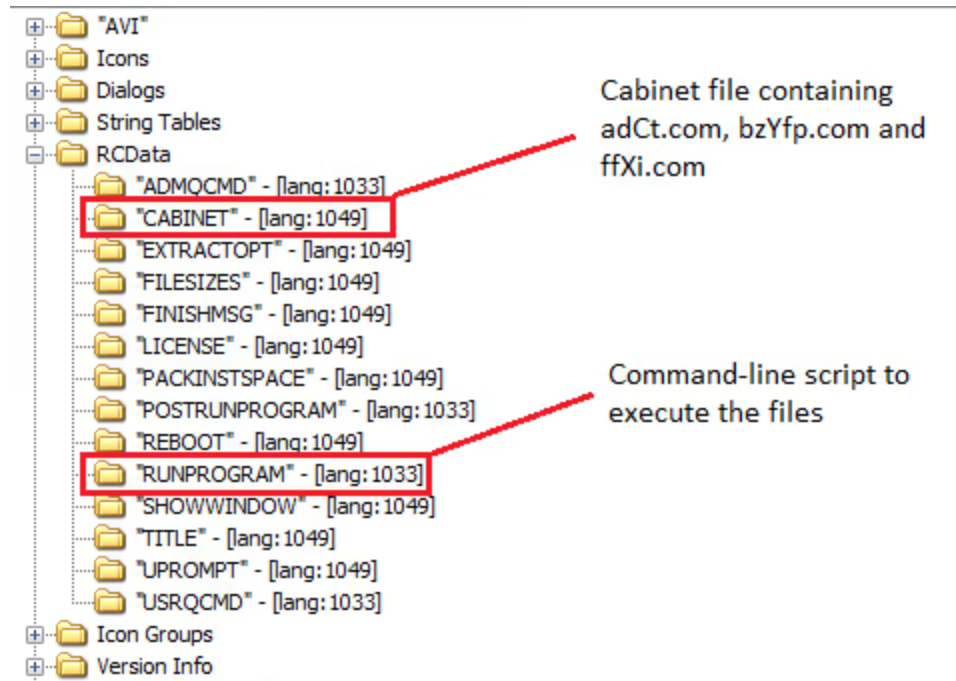 "AVI"
Icons
Dialogs
String Tables
RCData
"ADMQCMD" - [lang:1033]
"CABINET" - [lang:1049]
"EXTRACTOPT" - [lang:1049]
"FILESIZES" - [lang:1049]
"FINISHMSG" - [lang:1049]
"LICENSE" - [lang:1049]
"PACKINSTSPACE" - [lang:1049]
"POSTRUNPROGRAM" - [lang:1033]
"REBOOT" - [lang:1049]
"RUNPROGRAM" - [lang:1033]
"SHOWWINDOW" - [lang:1049]
"TITLE" - [lang:1049]
"UPROMPT" - [lang:1049]
"USRQCMD" - [lang:1033]
Icon Groups
Version Info
Cabinet file containing
adCt.com, bzYfp.com and
ffXi.com
Command-line script to
execute the files